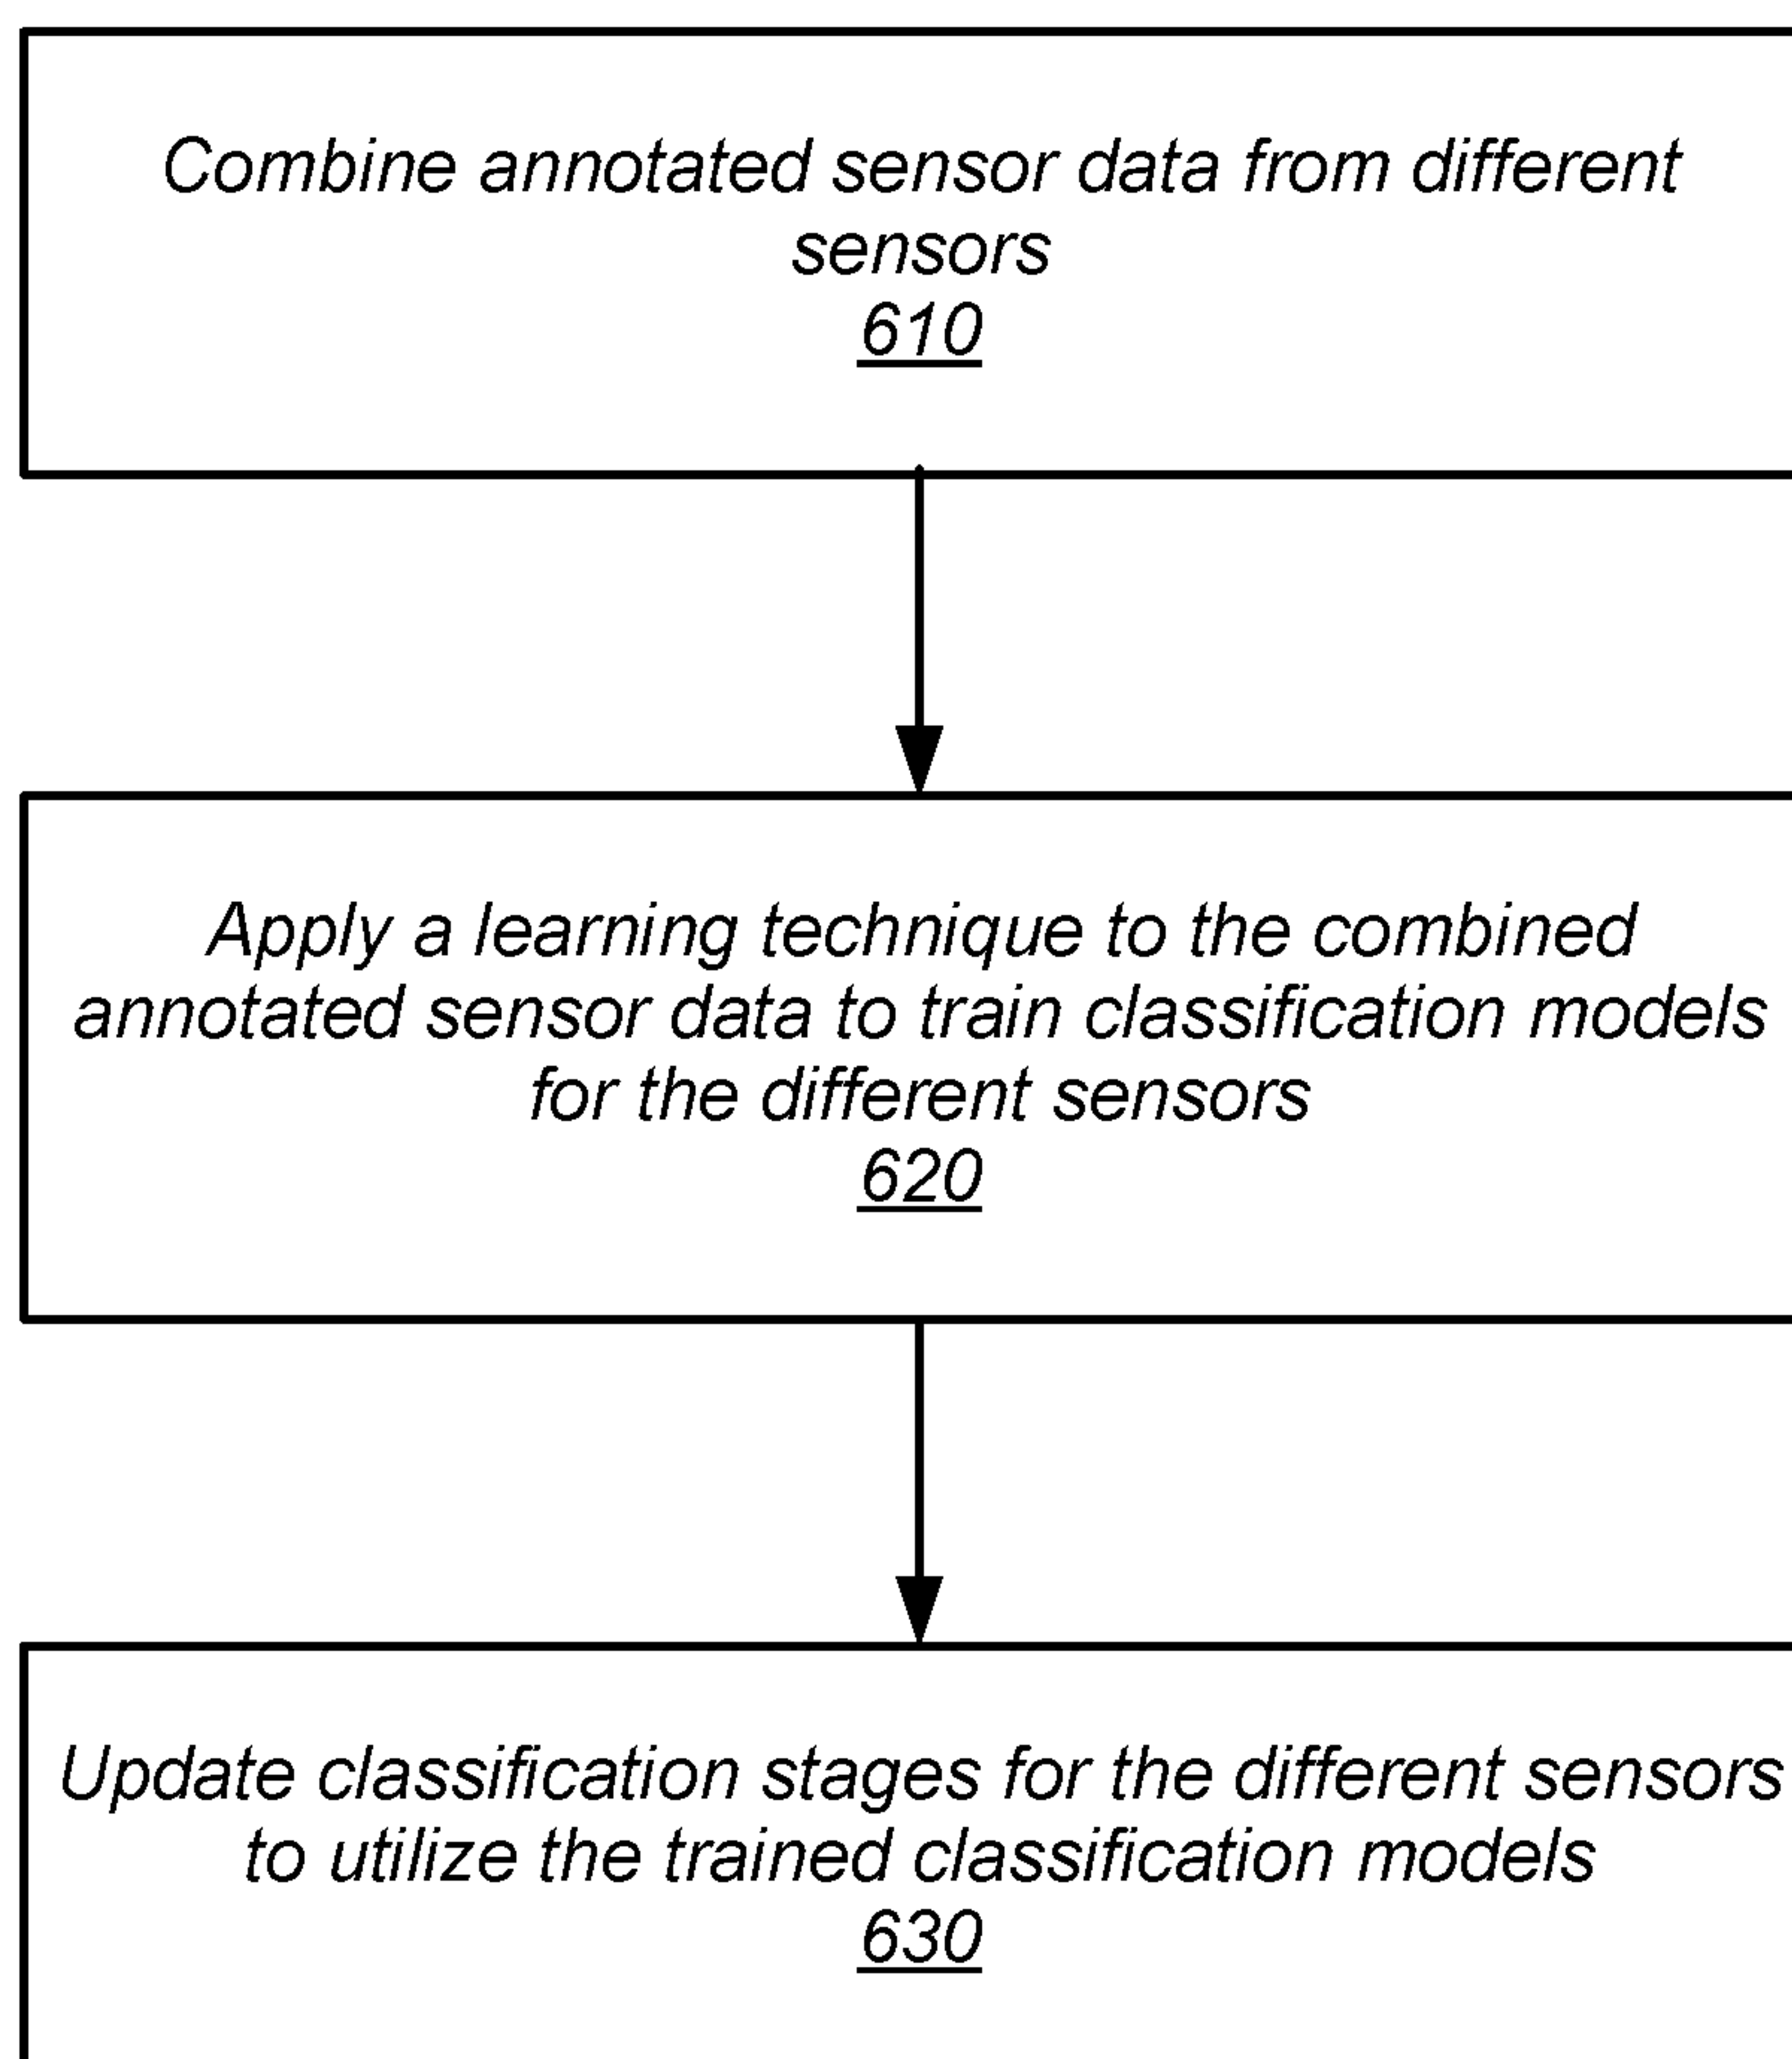 Combine annotated sensor data from different
sensors
610
Apply a learning technique to the combined
annotated sensor data to train classification models
for the different sensors
620
Update classification stages for the different sensors
to utilize the trained classification models
630